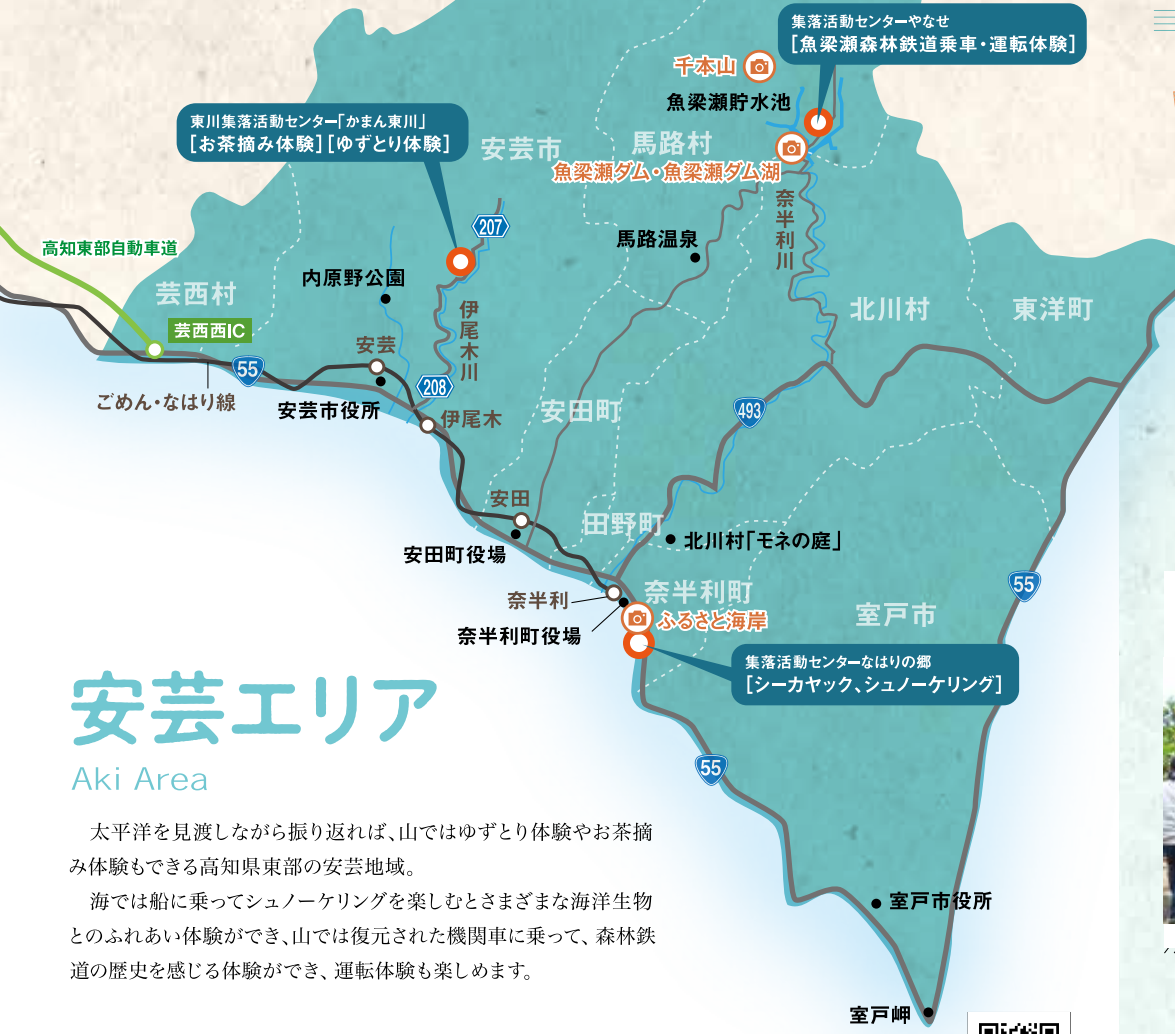 集落活動センターやなせ
[魚梁瀬森林鉄道乗車・運転体験]
千本山
魚梁瀬貯水池
東川集落活動センター「かまん東川」
[お茶摘み体験][ゆずとり体験]
安芸市
馬路村
魚梁瀬ダム・魚梁瀬ダム湖
奈半利川
207
馬路温泉
高知東部自動車道
内原野公園
芸西村
伊尾木川
北川村
東洋町
芸西西IC
安芸
55
208
ごめん・なはり線
安芸市役所
伊尾木
安田町
493
安田
田野町
安田町役場
北川村「モネの庭」
奈半利
奈半利町
55
ふるさと海岸
室戸市
奈半利町役場
集落活動センターなはりの郷
[シーカヤック、シュノーケリング]
安芸エリア
Aki Area
55
太平洋を見渡しながら振り返れば、山ではゆずとり体験やお茶摘
み体験もできる高知県東部の安芸地域。
海では船に乗ってシュノーケリングを楽しむとさまざまな海洋生物
とのふれあい体験ができ、山では復元された機関車に乗って、森林鉄
道の歴史を感じる体験ができ、運転体験も楽しめます。
室戸市役所
室戸岬